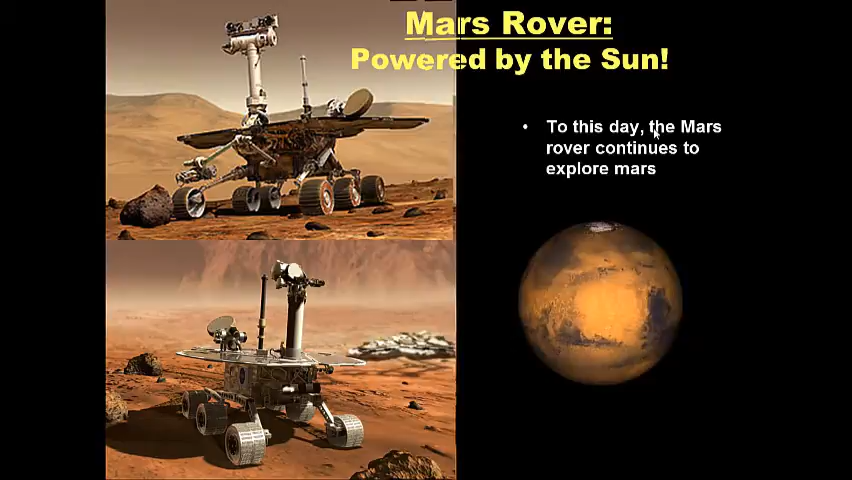 Mars Rover:
Powered by the Sun!
• To this day, the Mars
rover continues to
explore mars